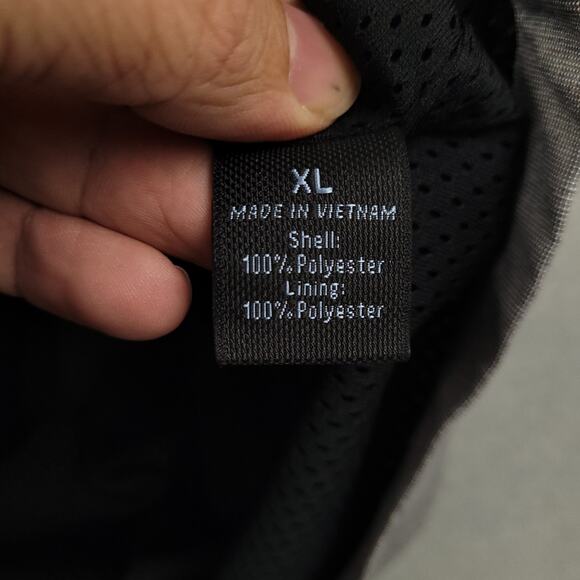 XL
MADE IN VIETNAM
Shell:
100% Polyester
Lining:
100% Polyester